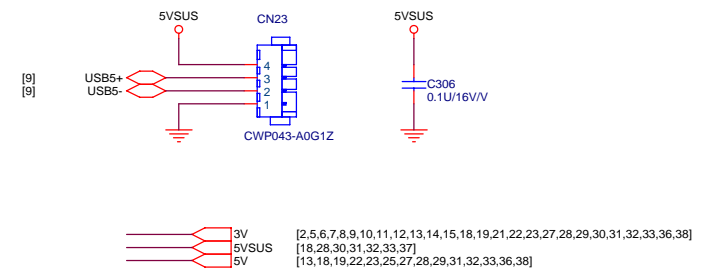 5VSUS CN23 5VSUS
4
[9] USB5+ 3
[9] USB5- 2
1
C306
0.1U/16V/V
CWP043-A0G1Z
3V [2,5,6,7,8,9,10,11,12,13,14,15,18,19,21,22,23,27,28,29,30,31,32,33,36,38]
5VSUS [18,28,30,31,32,33,37]
5V [13,18,19,22,23,25,27,28,29,31,32,33,36,38]